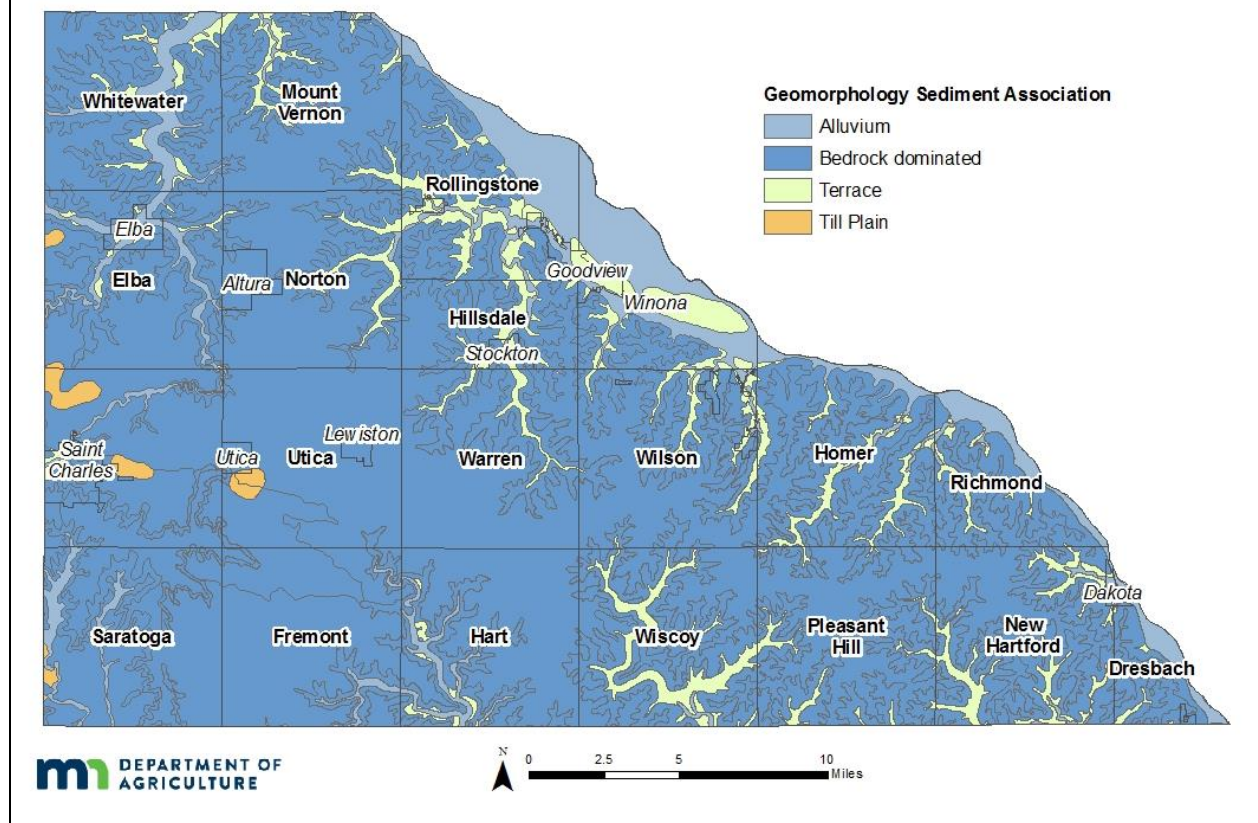 Geomorphology Sediment Association
Alluvium
Bedrock dominated
Terrace
Till Plain
Whitewater
Mount
Vernon
Rollingstone
Elba
Elba
Altura
Norton
Goodview
Winona
Hillsdale
Stockton
Saint
Charles
Utica
Utica
Lewiston
Warren
Wilson
Homer
Richmond
Dakota
Saratoga
Fremont
Hart
Wiscoy
Pleasant
Hill
New
Hartford
Dresbach
DEPARTMENT OF
AGRICULTURE
N
0 2.5 5 10
Miles